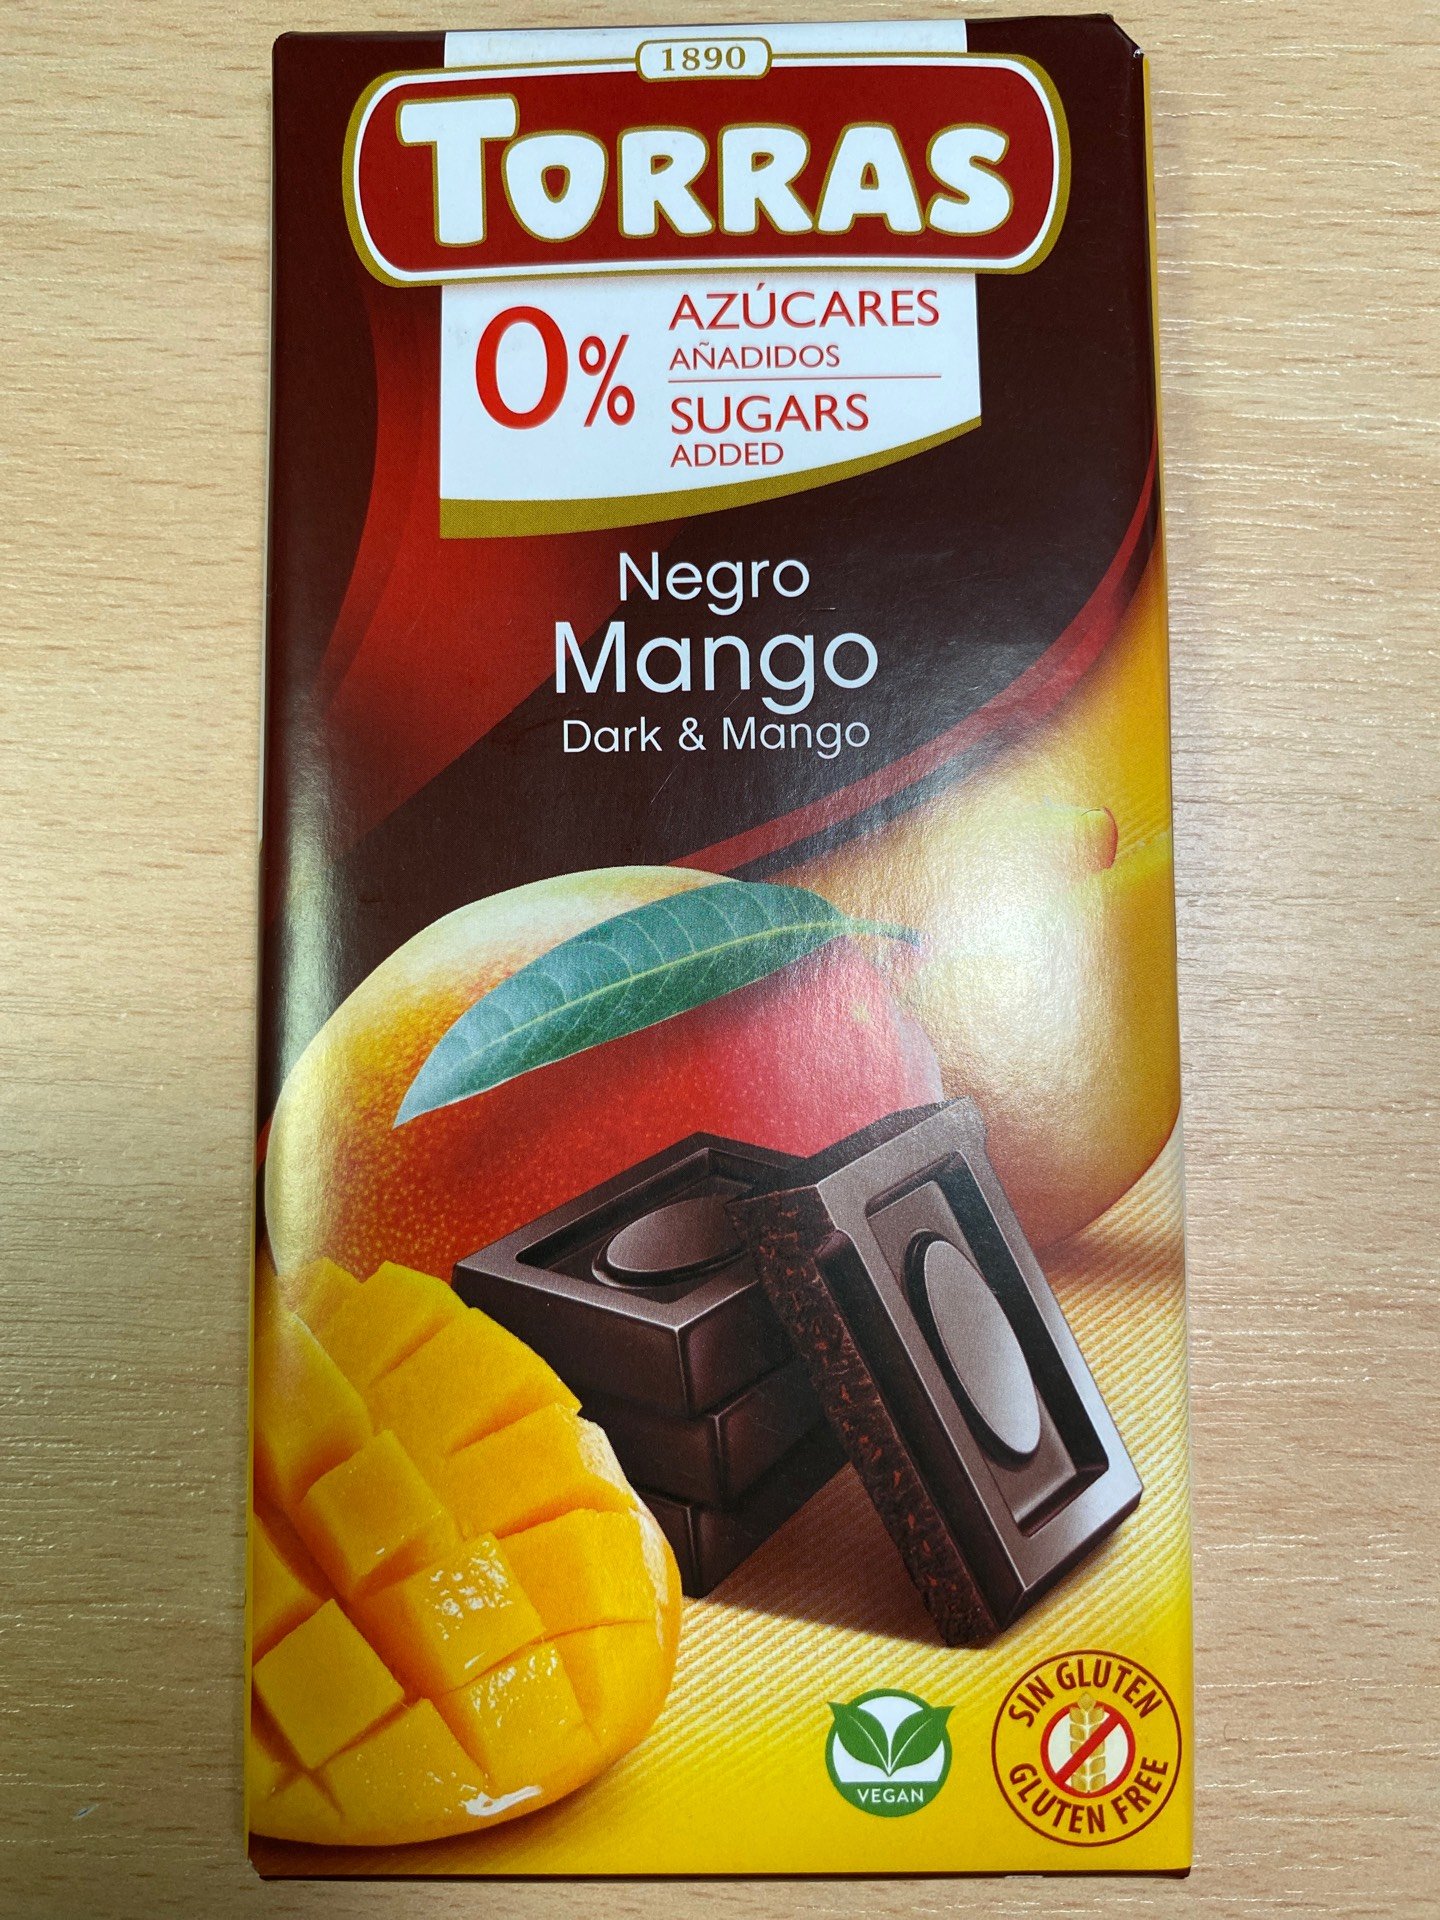 1890
TORRAS
0%
AZÚCARES
AÑADIDOS
SUGARS
ADDED
Negro
Mango
Dark & Mango
VEGAN
SIN GLUTEN
GLUTEN FREE